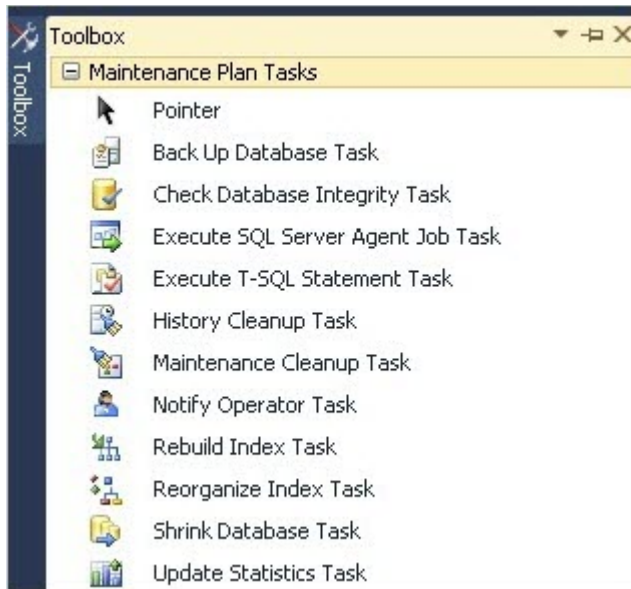 Toolbox
Toolbox
Maintenance Plan Tasks
Pointer
Back Up Database Task
Check Database Integrity Task
Execute SQL Server Agent Job Task
Execute T-SQL Statement Task
History Cleanup Task
Maintenance Cleanup Task
Notify Operator Task
Rebuild Index Task
Reorganize Index Task
Shrink Database Task
Update Statistics Task